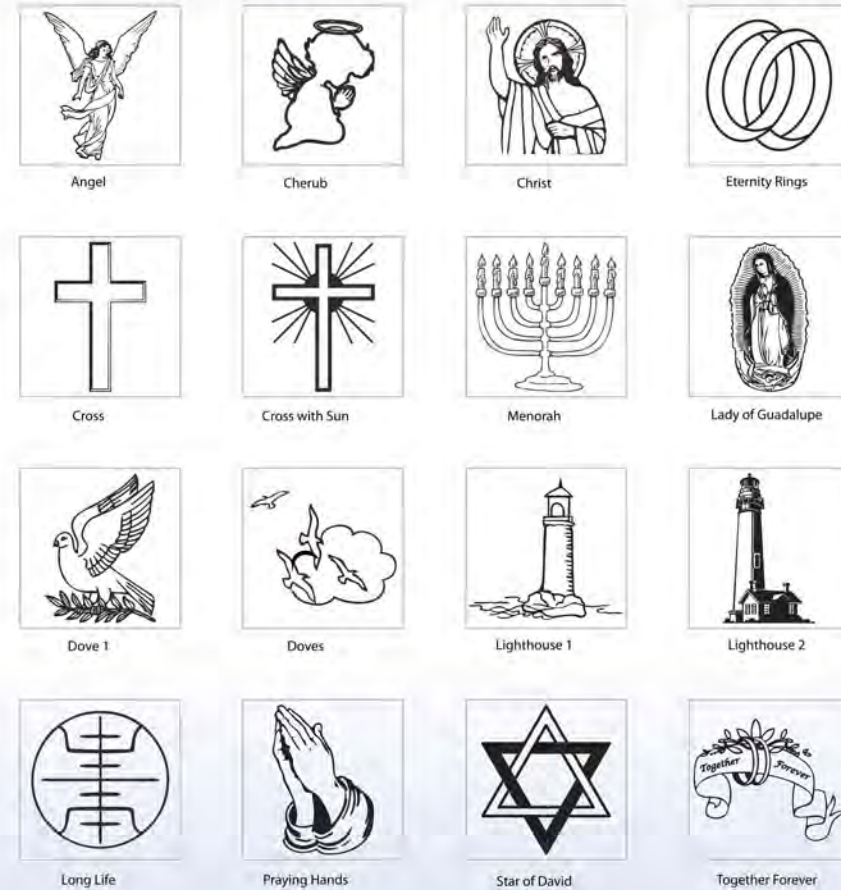 Angel
Cherub
Christ
Eternity Rings
Cross
Cross with Sun
Menorah
Lady of Guadalupe
Dove 1
Doves
Lighthouse 1
Lighthouse 2
Long Life
Praying Hands
Star of David
Together Forever
Together Forever